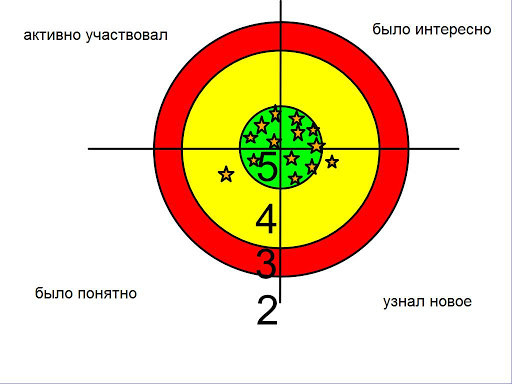 активно участвовал
было интересно
5
4
3
2
было понятно
узнал новое